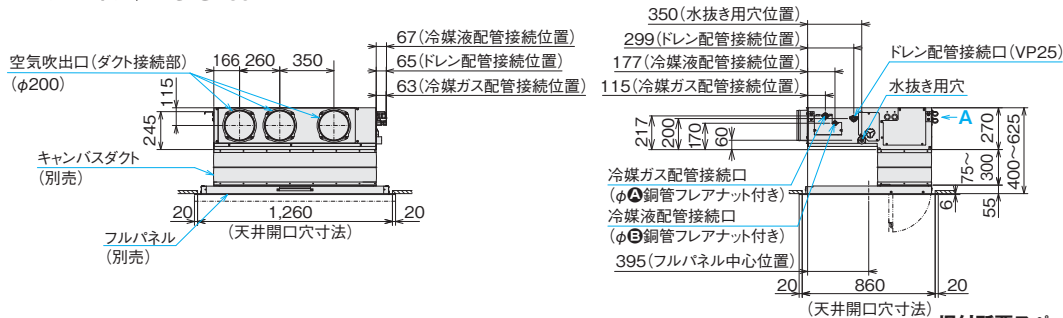 空気吹出口(ダクト接続部)
(φ200)
166
260
350
67(冷媒液配管接続位置)
65(ドレン配管接続位置)
63(冷媒ガス配管接続位置)
115
245
キャンバスダクト
(別売)
20
1,260
20
(天井開口穴寸法)
フルパネル
(別売)
350(水抜き用穴位置)
299(ドレン配管接続位置)
177(冷媒液配管接続位置)
115(冷媒ガス配管接続位置)
ドレン配管接続口(VP25)
水抜き用穴
A
217
200
170
60
270
75~300
400~625
6
55
冷媒ガス配管接続口
(φA銅管フレアナット付き)
冷媒液配管接続口
(φB銅管フレアナット付き)
395(フルパネル中心位置)
20
860
20
(天井開口穴寸法)